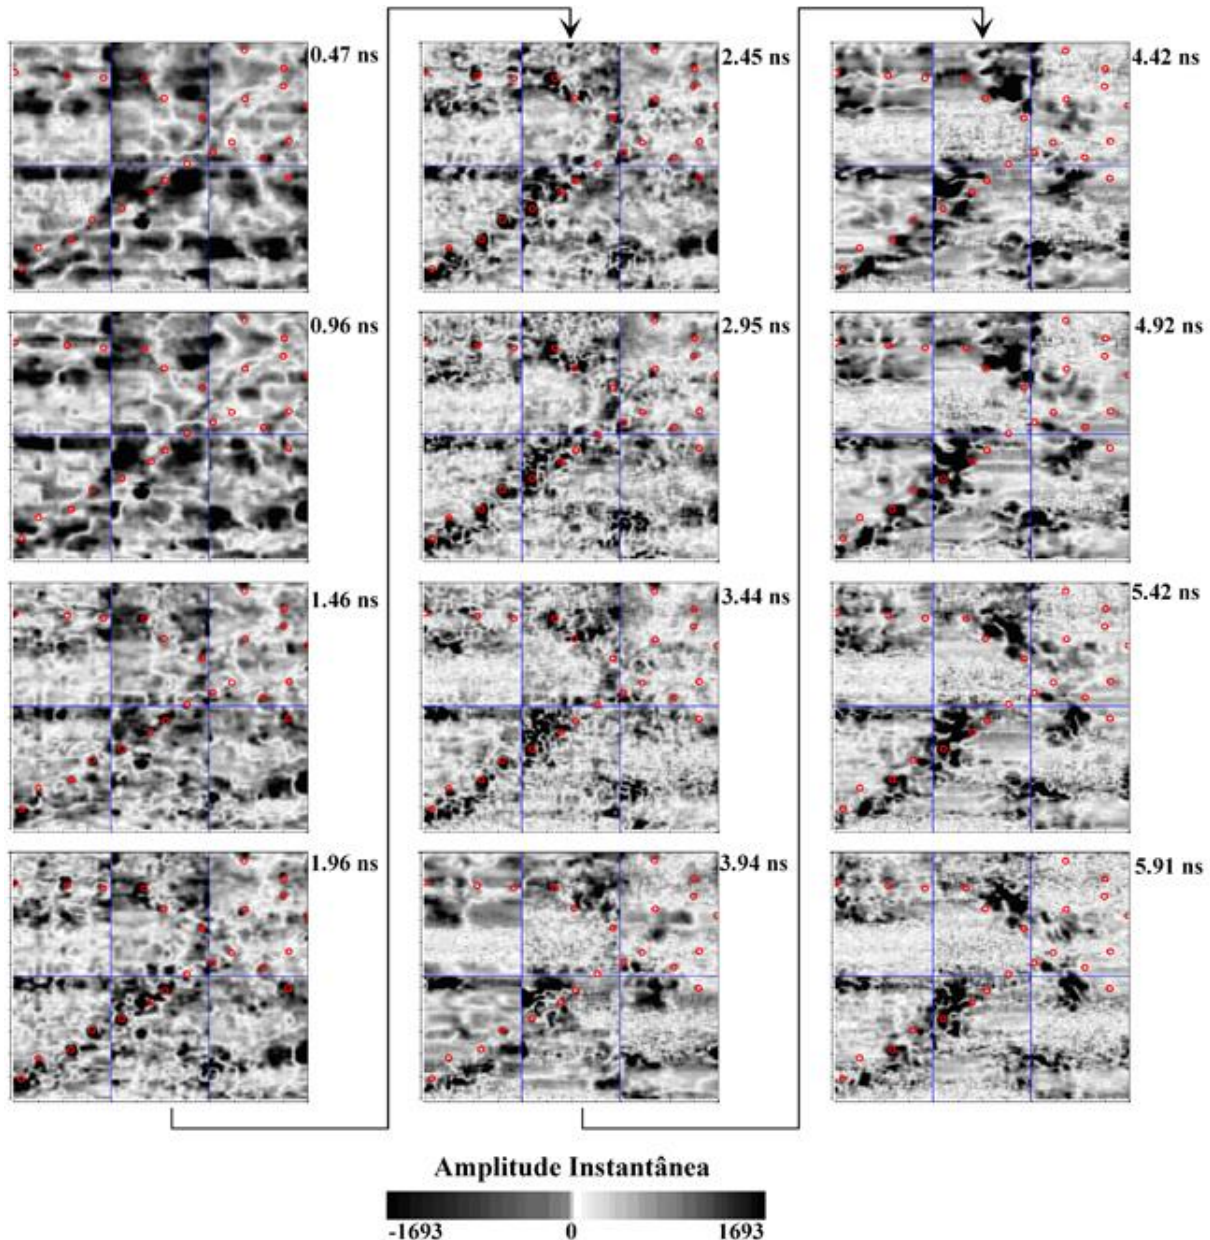 0.47 ns
2.45 ns
4.42 ns
0.96 ns
2.95 ns
4.92 ns
1.46 ns
3.44 ns
5.42 ns
1.96 ns
3.94 ns
5.91 ns
Amplitude Instantânea
-1693 0 1693